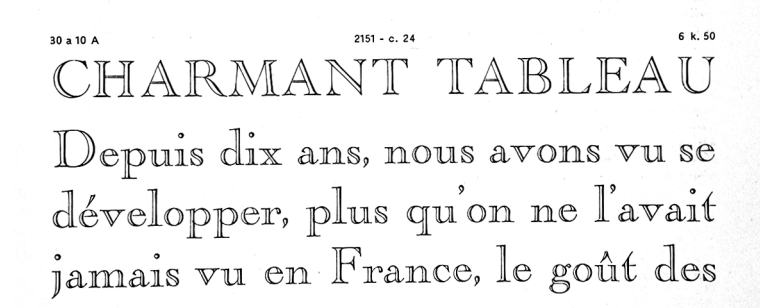 30 a 10 A 2151 - c. 24 6 k. 50
CHARMANT TABLEAU
Depuis dix ans, nous avons vu se
développer, plus qu'on ne l'avait
jamais vu en France, le goût des